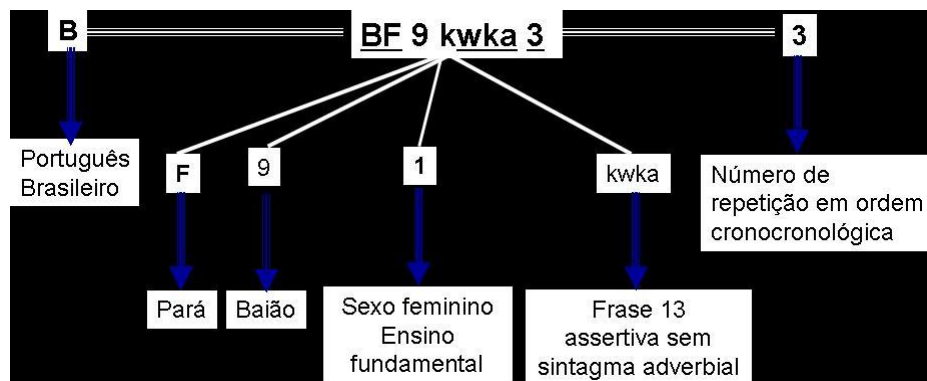 B
BF 9 kwka 3
3
Português
Brasileiro
F
9
1
kwka
Número de
repetição em ordem
cronocronológica
Pará
Baião
Sexo feminino
Ensino
fundamental
Frase 13
assertiva sem
sintagma adverbial